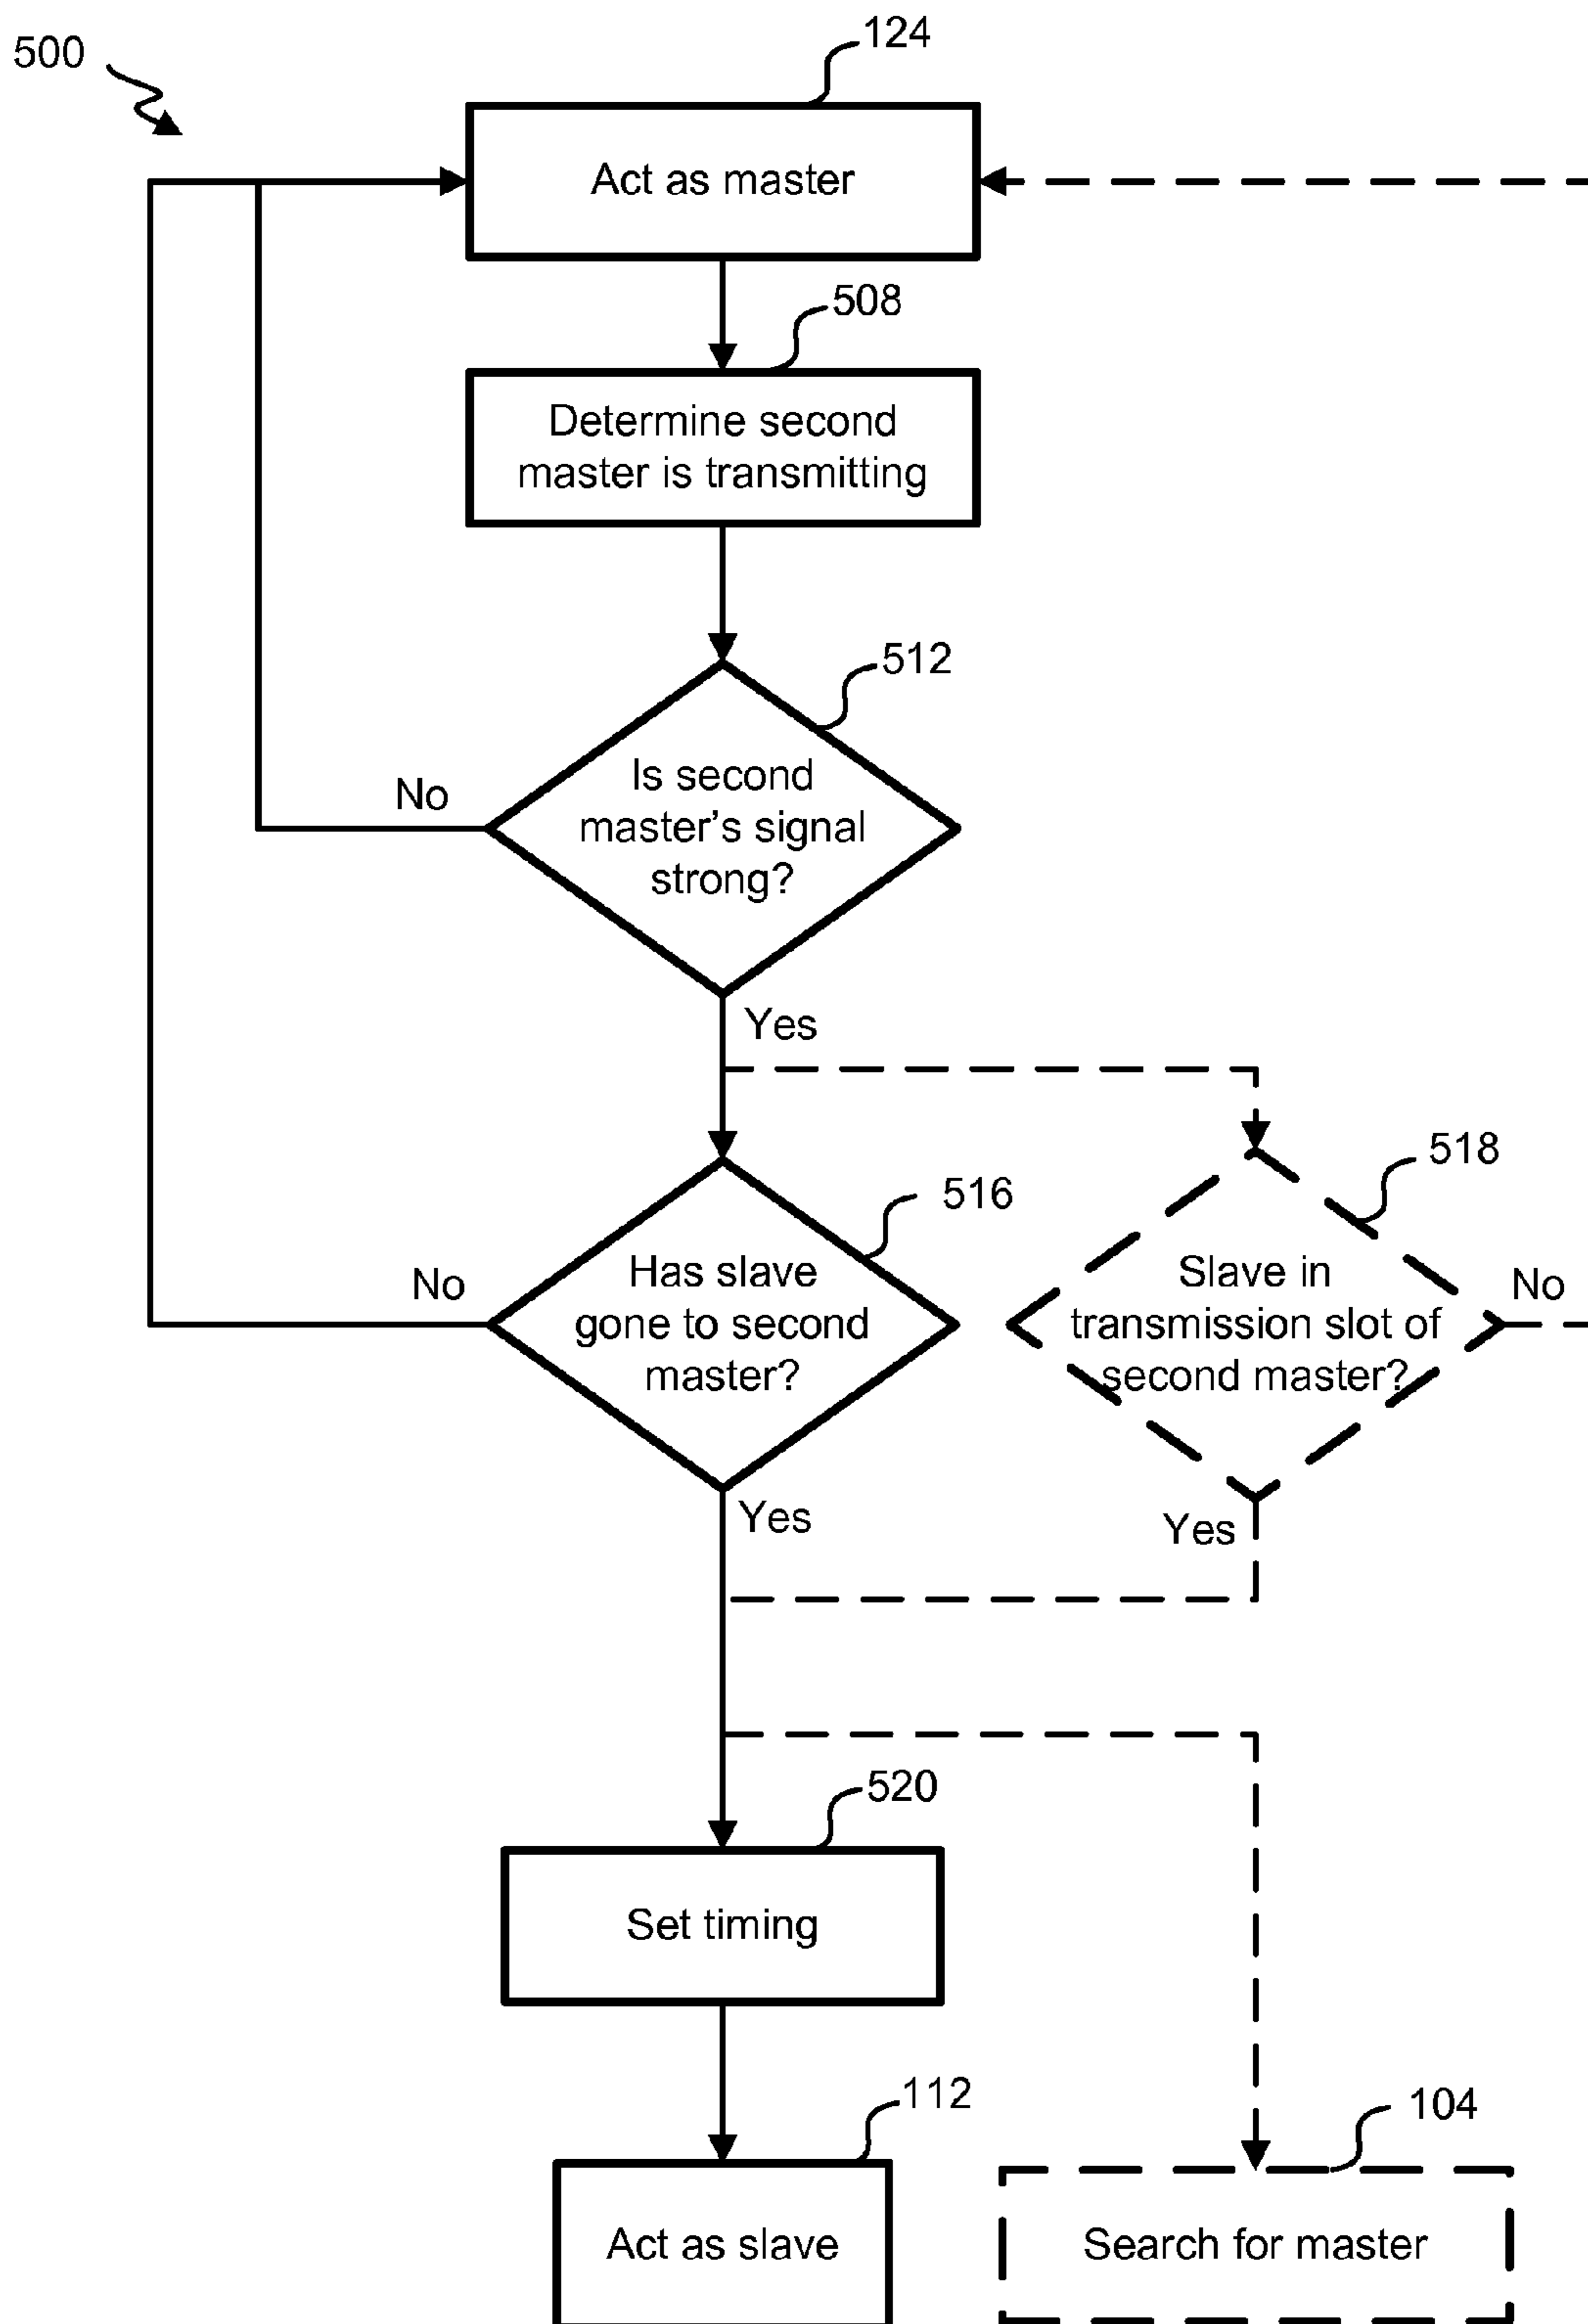 500
124
Act as master
508
Determine second
master is transmitting
512
Is second
master’s signal
strong?
No
Yes
516
518
Has slave
gone to second
master?
No
Slave in
transmission slot of
second master?
No
Yes
Yes
520
Set timing
112
104
Act as slave
Search for master